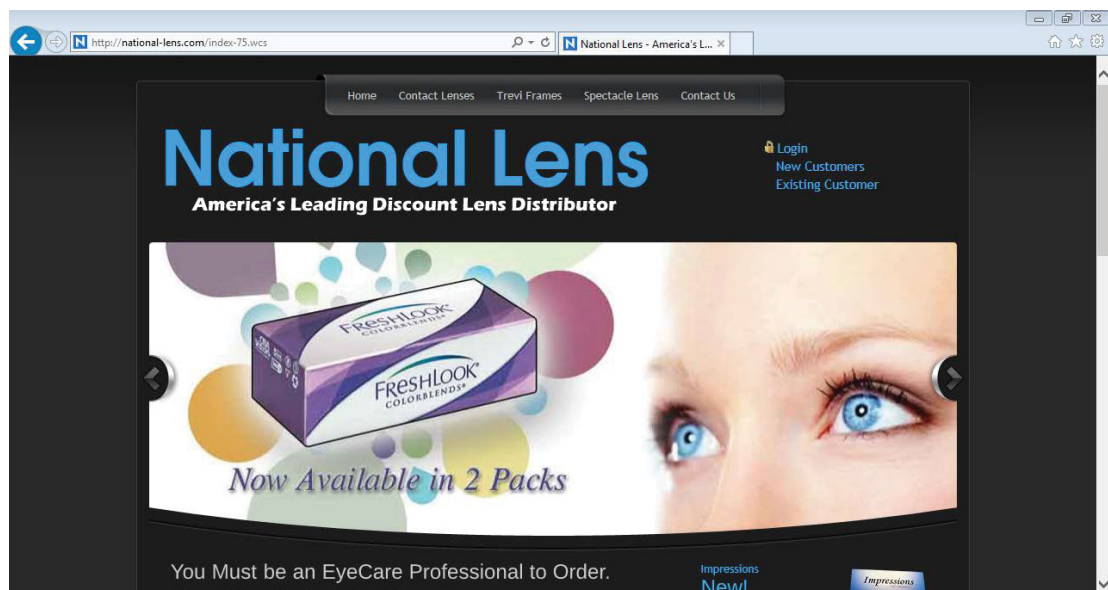 http://national-lens.com/index-75.wcs
National Lens - America's L...
Home Contact Lenses Trevi Frames Spectacle Lens Contact Us
National Lens
America's Leading Discount Lens Distributor
Login
New Customers
Existing Customer
FRESHLOOK
COLORBLENDS
FRESHLOOK
COLORBLENDS
Now Available in 2 Packs
You Must be an EyeCare Professional to Order.
Impressions
New!
Impressions